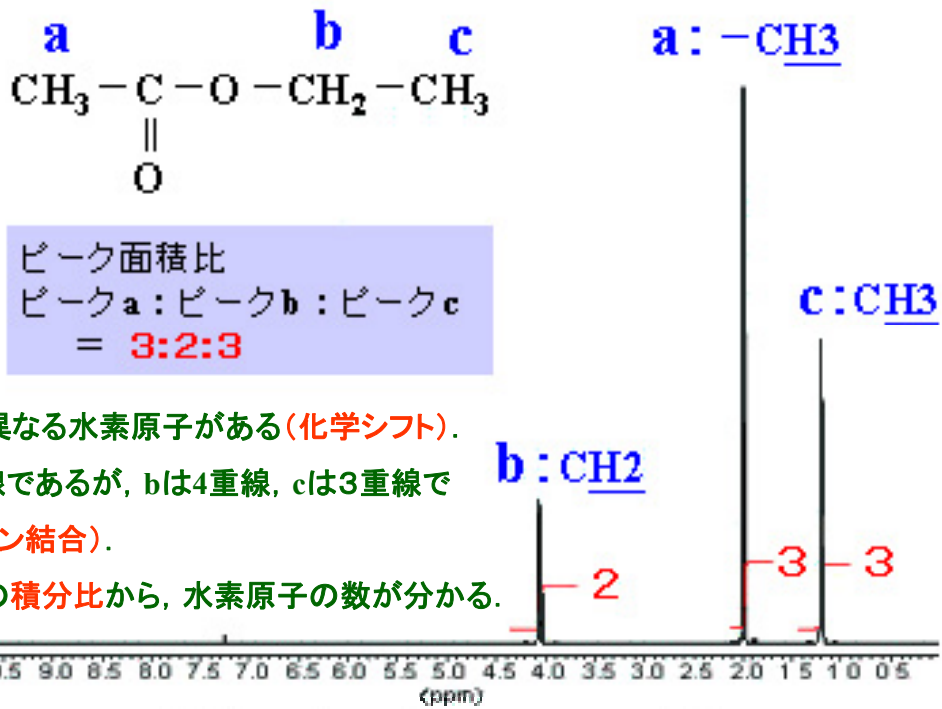 a b c
CH3－C－O－CH2－CH3
||
O
a：－CH3
ピーク面積比
ピークa：ピークb：ピークc
＝ 3:2:3
c：CH3
なる水素原子がある（化学シフト）.
であるが, bは4重線, cは３重線で
b：CH2
ン結合）.
積分比から, 水素原子の数が分かる.
2
3
3
9.0 8.5 8.0 7.5 7.0 6.5 6.0 5.5 5.0 4.5 4.0 3.5 3.0 2.5 2.0 1 5 1 0 0 5
(ppm)